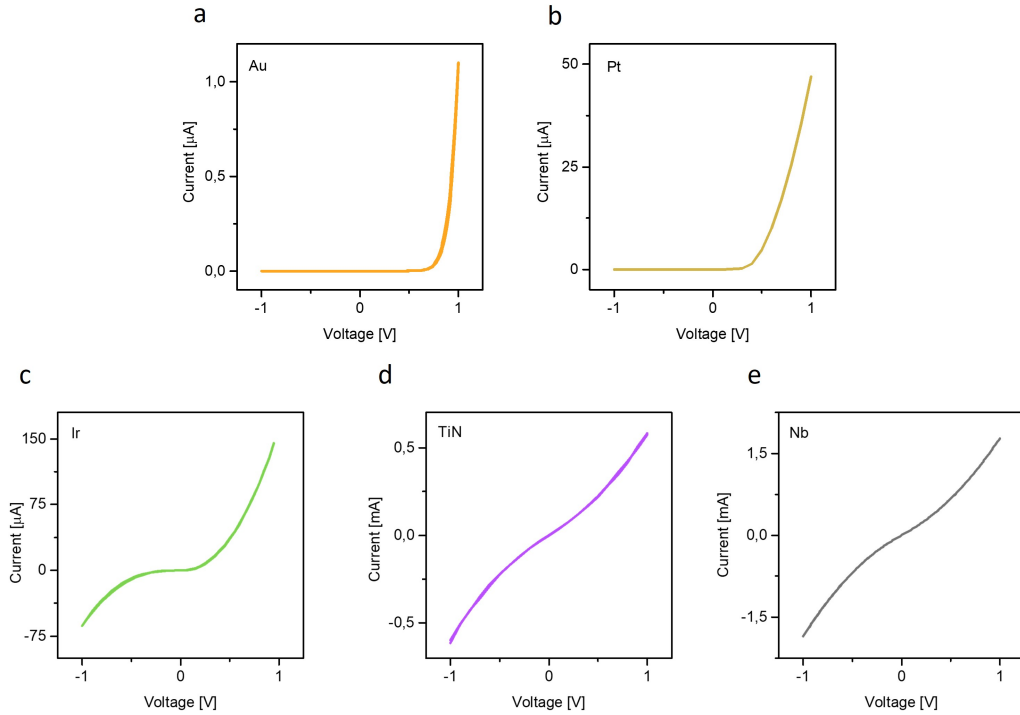 a
Au
1,0
0,5
0,0
Current [μA]
-1 0 1
Voltage [V]
b
Pt
50
25
0
Current [μA]
-1 0 1
Voltage [V]
c
Ir
150
75
0
-75
Current [μA]
-1 0 1
Voltage [V]
d
TiN
0,5
0,0
-0,5
Current [mA]
-1 0 1
Voltage [V]
e
Nb
1,5
0,0
-1,5
Current [mA]
-1 0 1
Voltage [V]